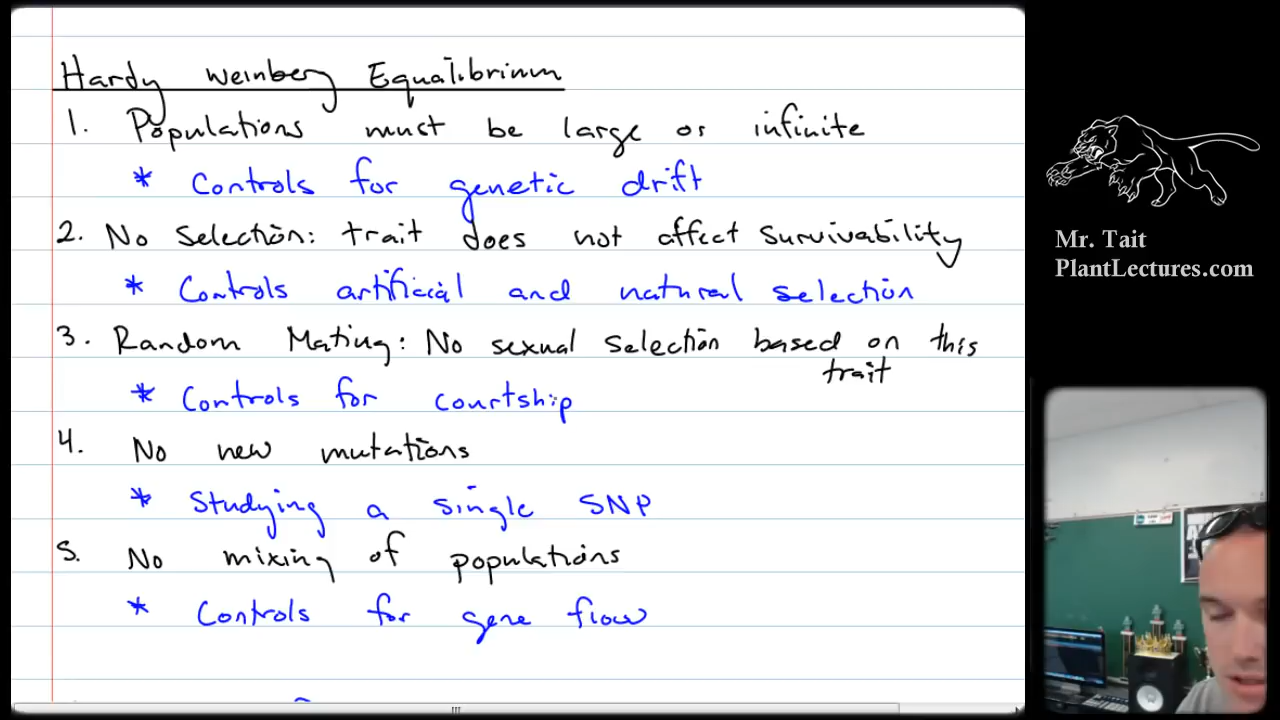 Hardy Weinberg Equalibrium
1. Populations must be large or infinite
* Controls for genetic drift
2. No Selection: trait does not affect survivability
* Controls artificial and natural selection
3. Random Mating: No sexual selection based on this
trait
* Controls for courtship
4. No new mutations
* Studying a single SNP
5. No mixing of populations
* Controls for gene flow
Mr. Tait
PlantLectures.com